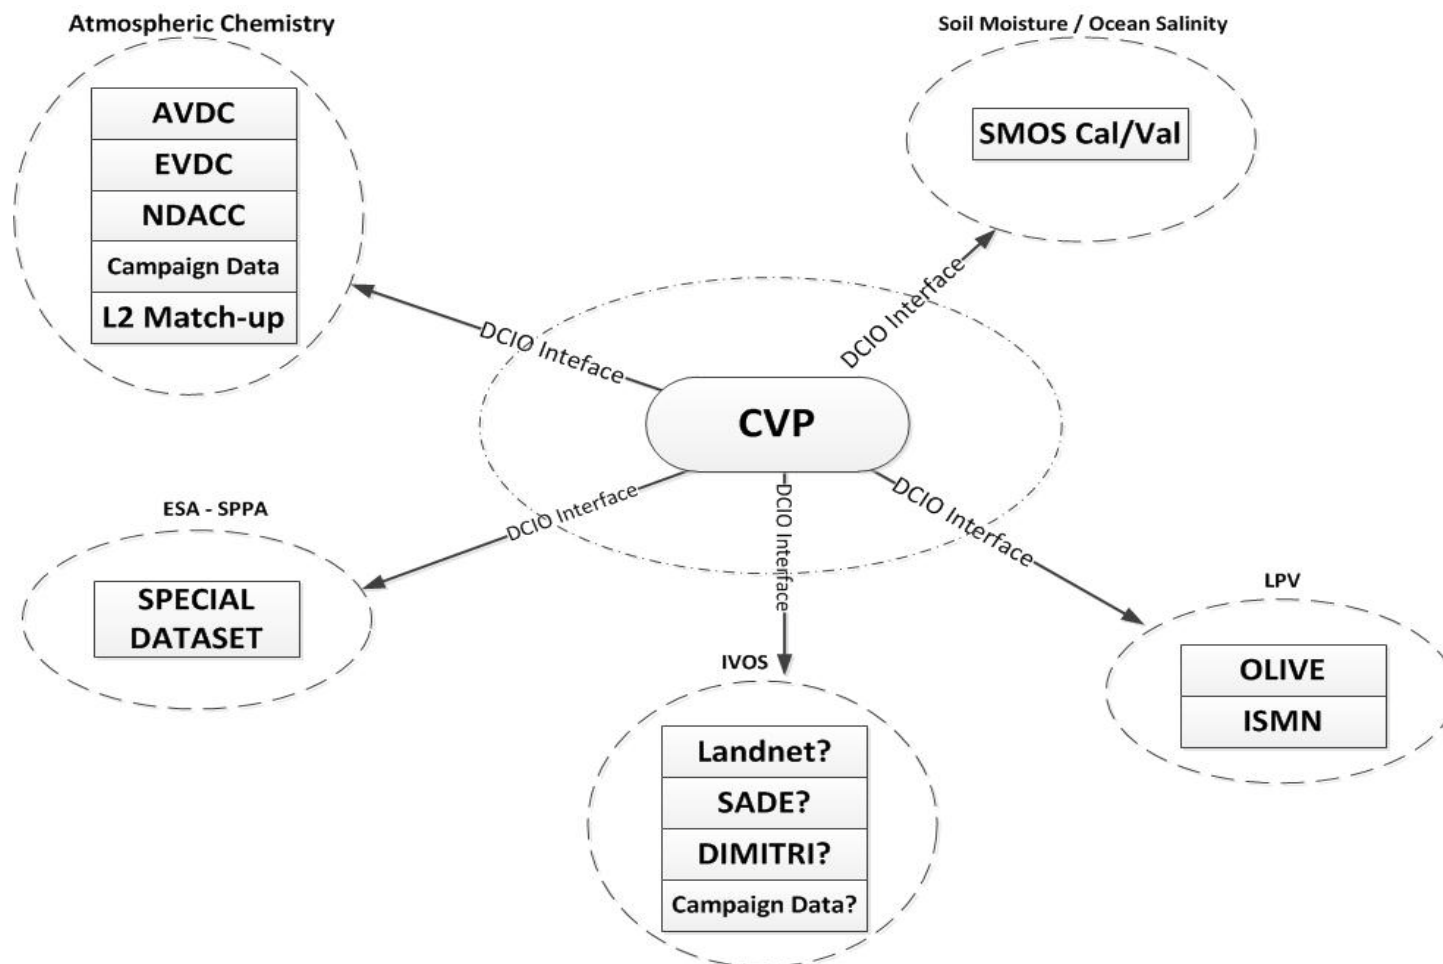 Atmospheric Chemistry
AVDC
EVDC
NDACC
Campaign Data
L2 Match-up
Soil Moisture / Ocean Salinity
SMOS Cal/Val
DCIO Inteface
DCIO Interface
CVP
DCIO Interface
DCIO Interface
DCIO Interface
ESA - SPPA
SPECIAL
DATASET
IVOS
Landnet?
SADE?
DIMITRI?
Campaign Data?
LPV
OLIVE
ISMN